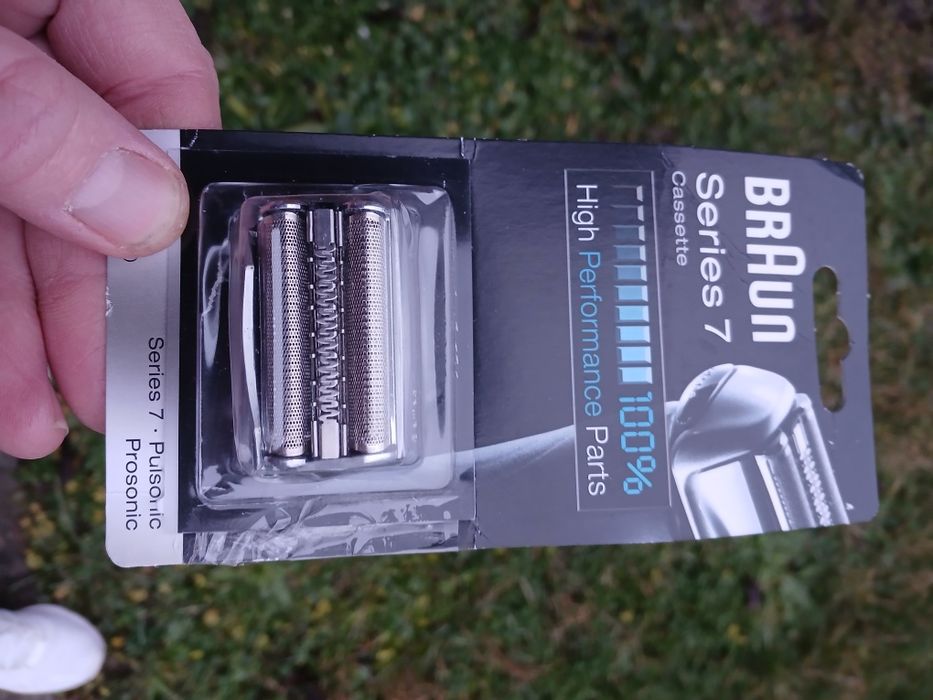 BRAUN
Series 7
Cassette
100%
High Performance Parts
Series 7 · Pulsonic
Prosonic